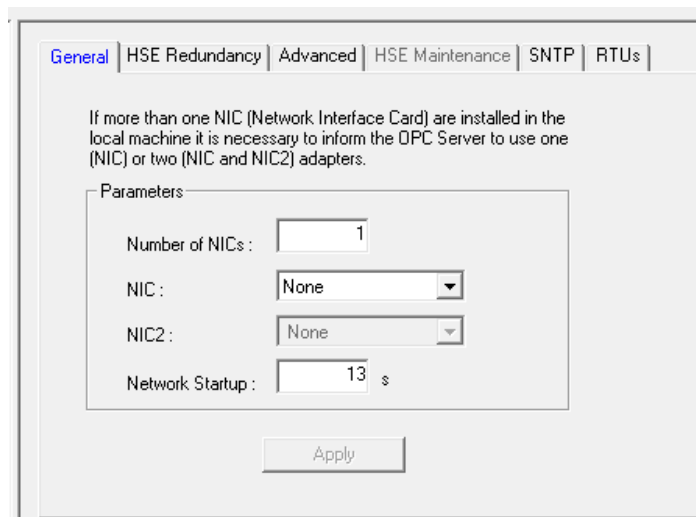 General HSE Redundancy Advanced HSE Maintenance SNTP RTUs
If more than one NIC (Network Interface Card) are installed in the
local machine it is necessary to inform the OPC Server to use one
(NIC) or two (NIC and NIC2) adapters.
Parameters
Number of NICs : 1
NIC : None
NIC2 : None
Network Startup : 13 s
Apply